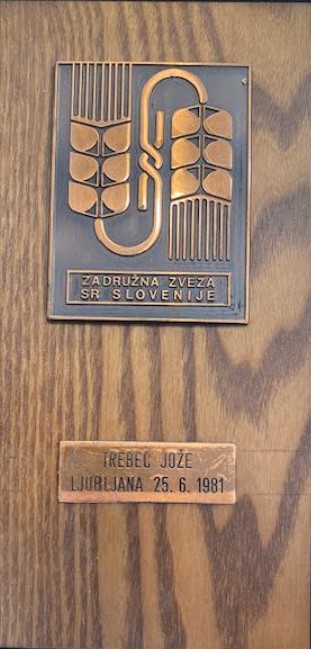 ZADRUŽNA ZVEZA
SR SLOVENIJE
TREBEC JOŽE
LJUBLJANA 25. 6. 1981